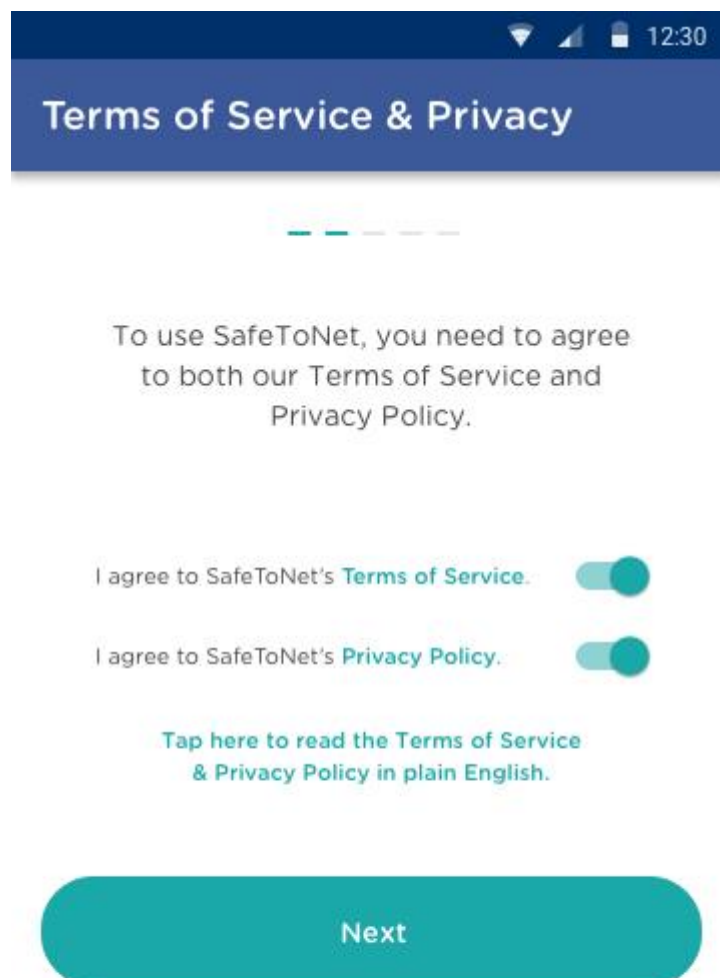 12:30
Terms of Service & Privacy
To use SafeToNet, you need to agree
to both our Terms of Service and
Privacy Policy.
I agree to SafeToNet's Terms of Service.
I agree to SafeToNet's Privacy Policy.
Tap here to read the Terms of Service
& Privacy Policy in plain English.
Next